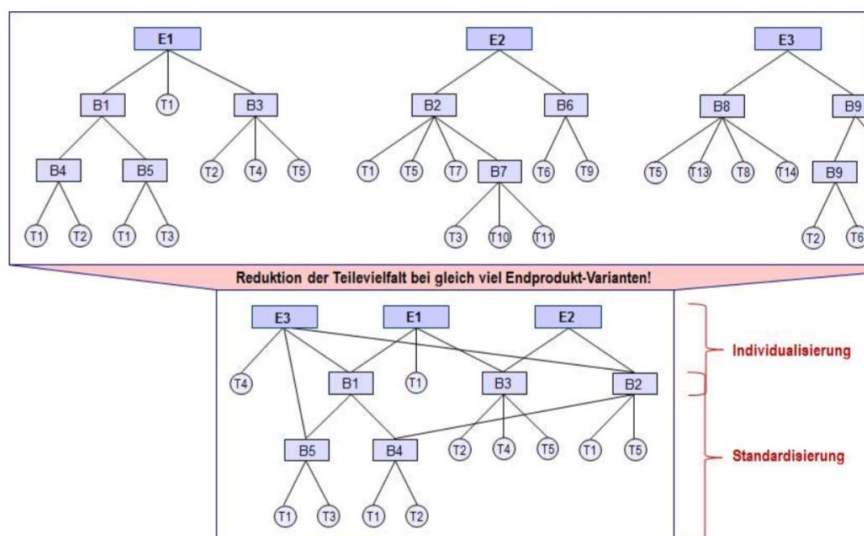 E1 E2 E3
B1 T1 B3 B2 B6 B8 B9
B4 B5 T2 T4 T5 T1 T5 T7 B7 T6 T9 T5 T13 T8 T14 B9
T1 T2 T1 T3 T3 T10 T11 T2 T6
Reduktion der Teilevielfalt bei gleich viel Endprodukt-Varianten!
E3 E1 E2
Individualisierung
T4 B1 T1 B3 B2
B5 B4 T2 T4 T5 T1 T5
Standardisierung
T1 T3 T1 T2